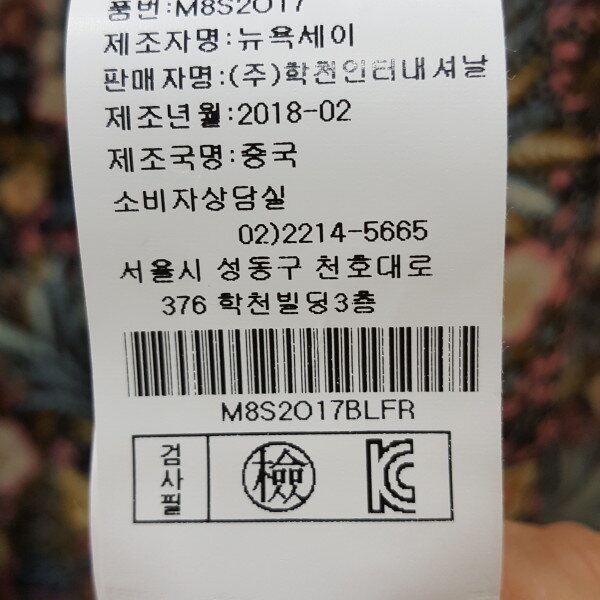 품번:M8S2O17
제조자명:뉴욕세이
판매자명:(주)학천인터내셔날
제조년월:2018-02
제조국명:중국
소비자상담실
02)2214-5665
서울시 성동구 천호대로
376 학천빌딩3층
M8S2O17BLFR
검사필 檢 KC